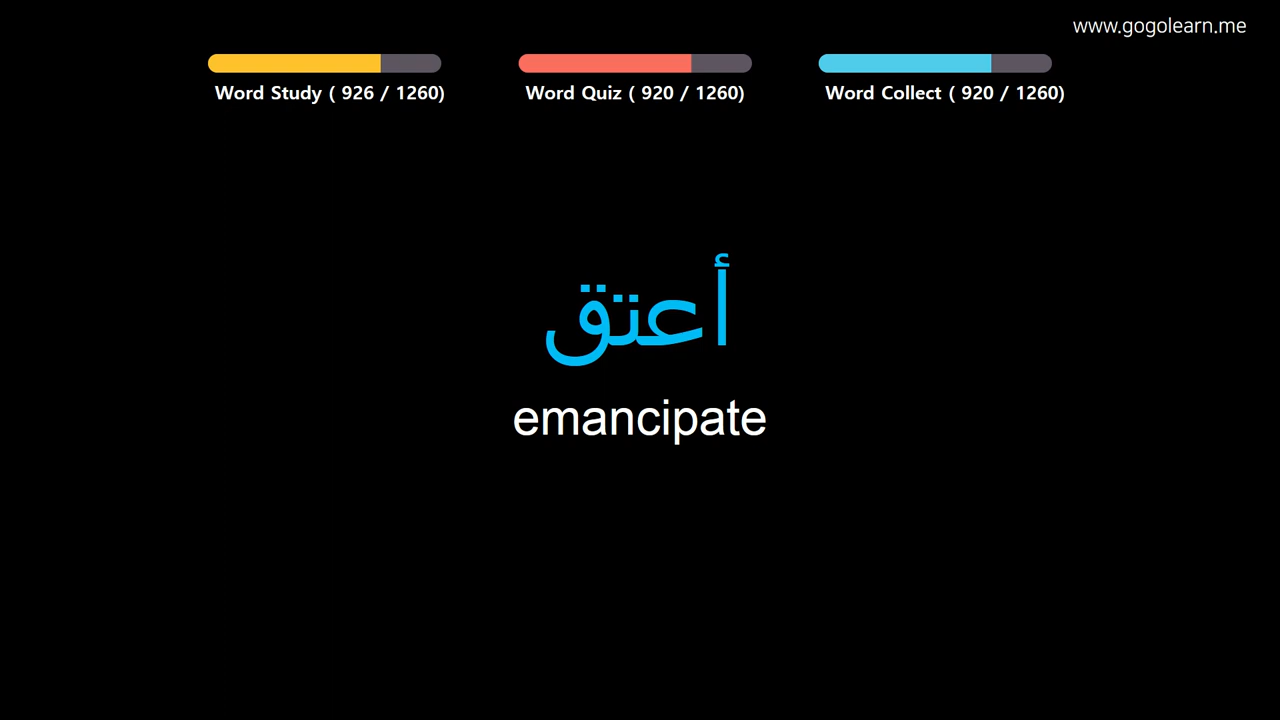 www.gogolearn.me
Word Study ( 926 / 1260)
Word Quiz ( 920 / 1260)
Word Collect ( 920 / 1260)
أعتق
emancipate